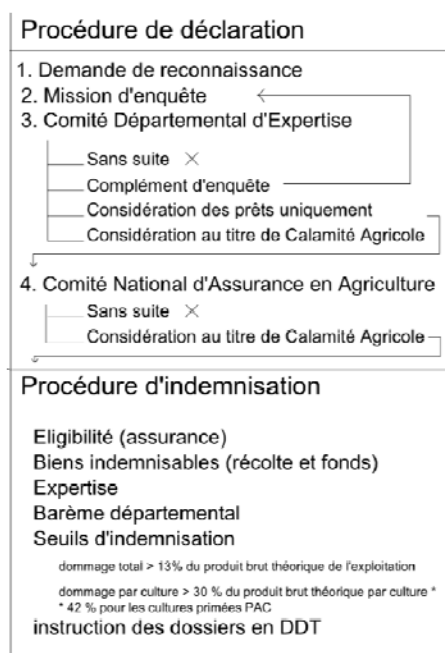 Procédure de déclaration
1. Demande de reconnaissance
2. Mission d'enquête
3. Comité Départemental d'Expertise
Sans suite
Complément d'enquête
Considération des prêts uniquement
Considération au titre de Calamité Agricole
4. Comité National d'Assurance en Agriculture
Sans suite
Considération au titre de Calamité Agricole
Procédure d'indemnisation
Eligibilité (assurance)
Biens indemnisables (récolte et fonds)
Expertise
Barème départemental
Seuils d'indemnisation
dommage total > 13% du produit brut théorique de l'exploitation
dommage par culture > 30 % du produit brut théorique par culture *
* 42 % pour les cultures primées PAC
instruction des dossiers en DDT